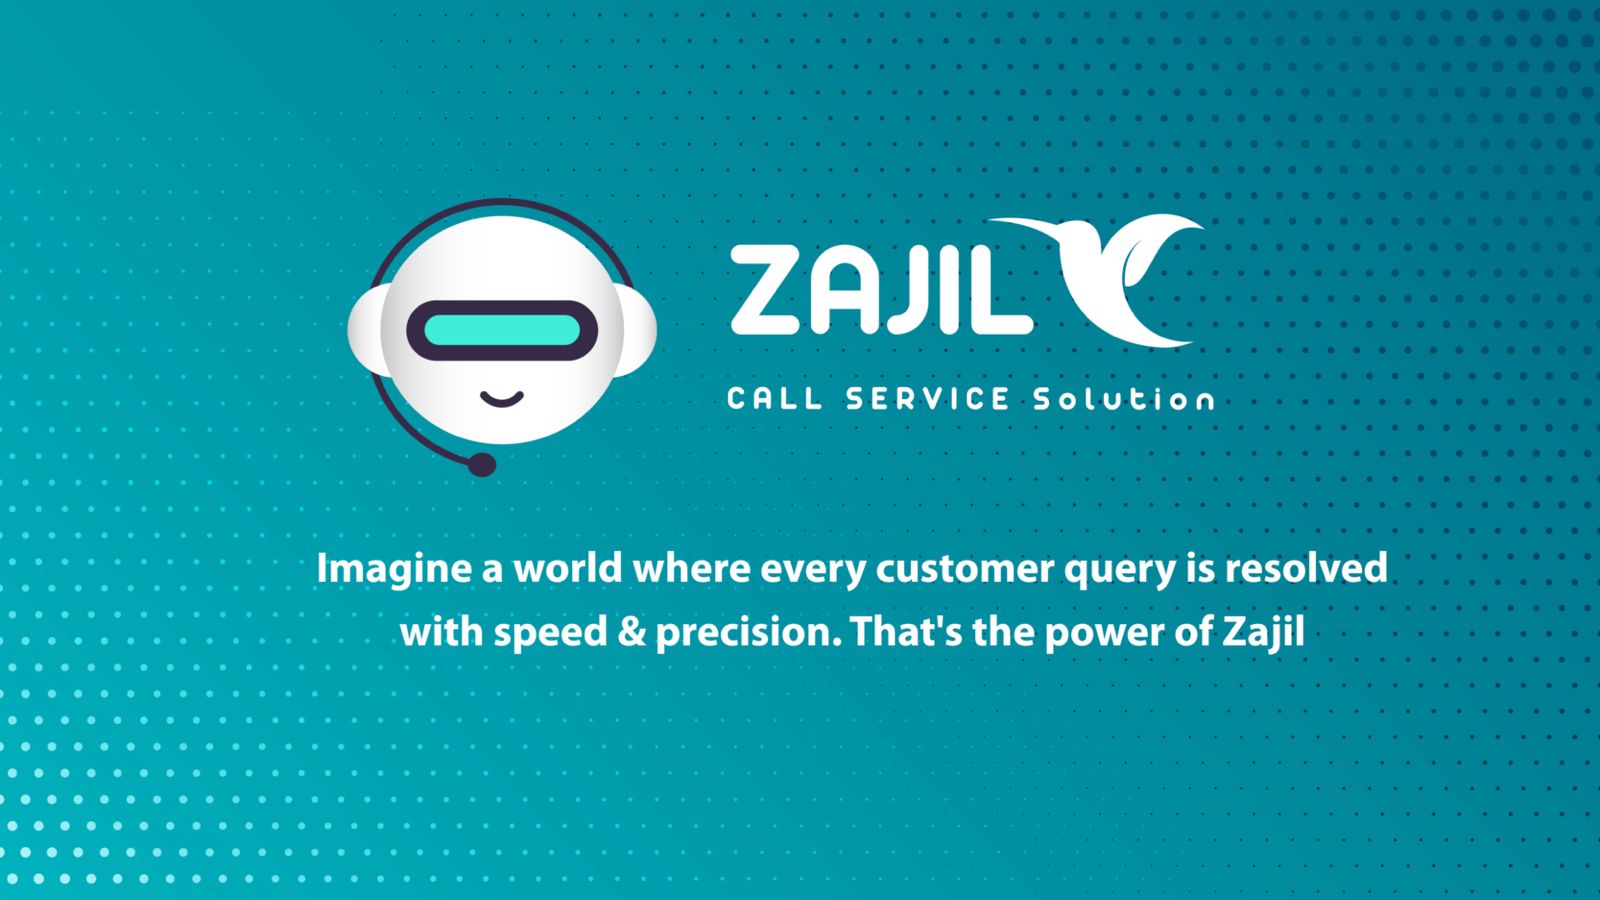 ZAJIL
CALL SERVICE Solution
Imagine a world where every customer query is resolved
with speed & precision. That's the power of Zajil